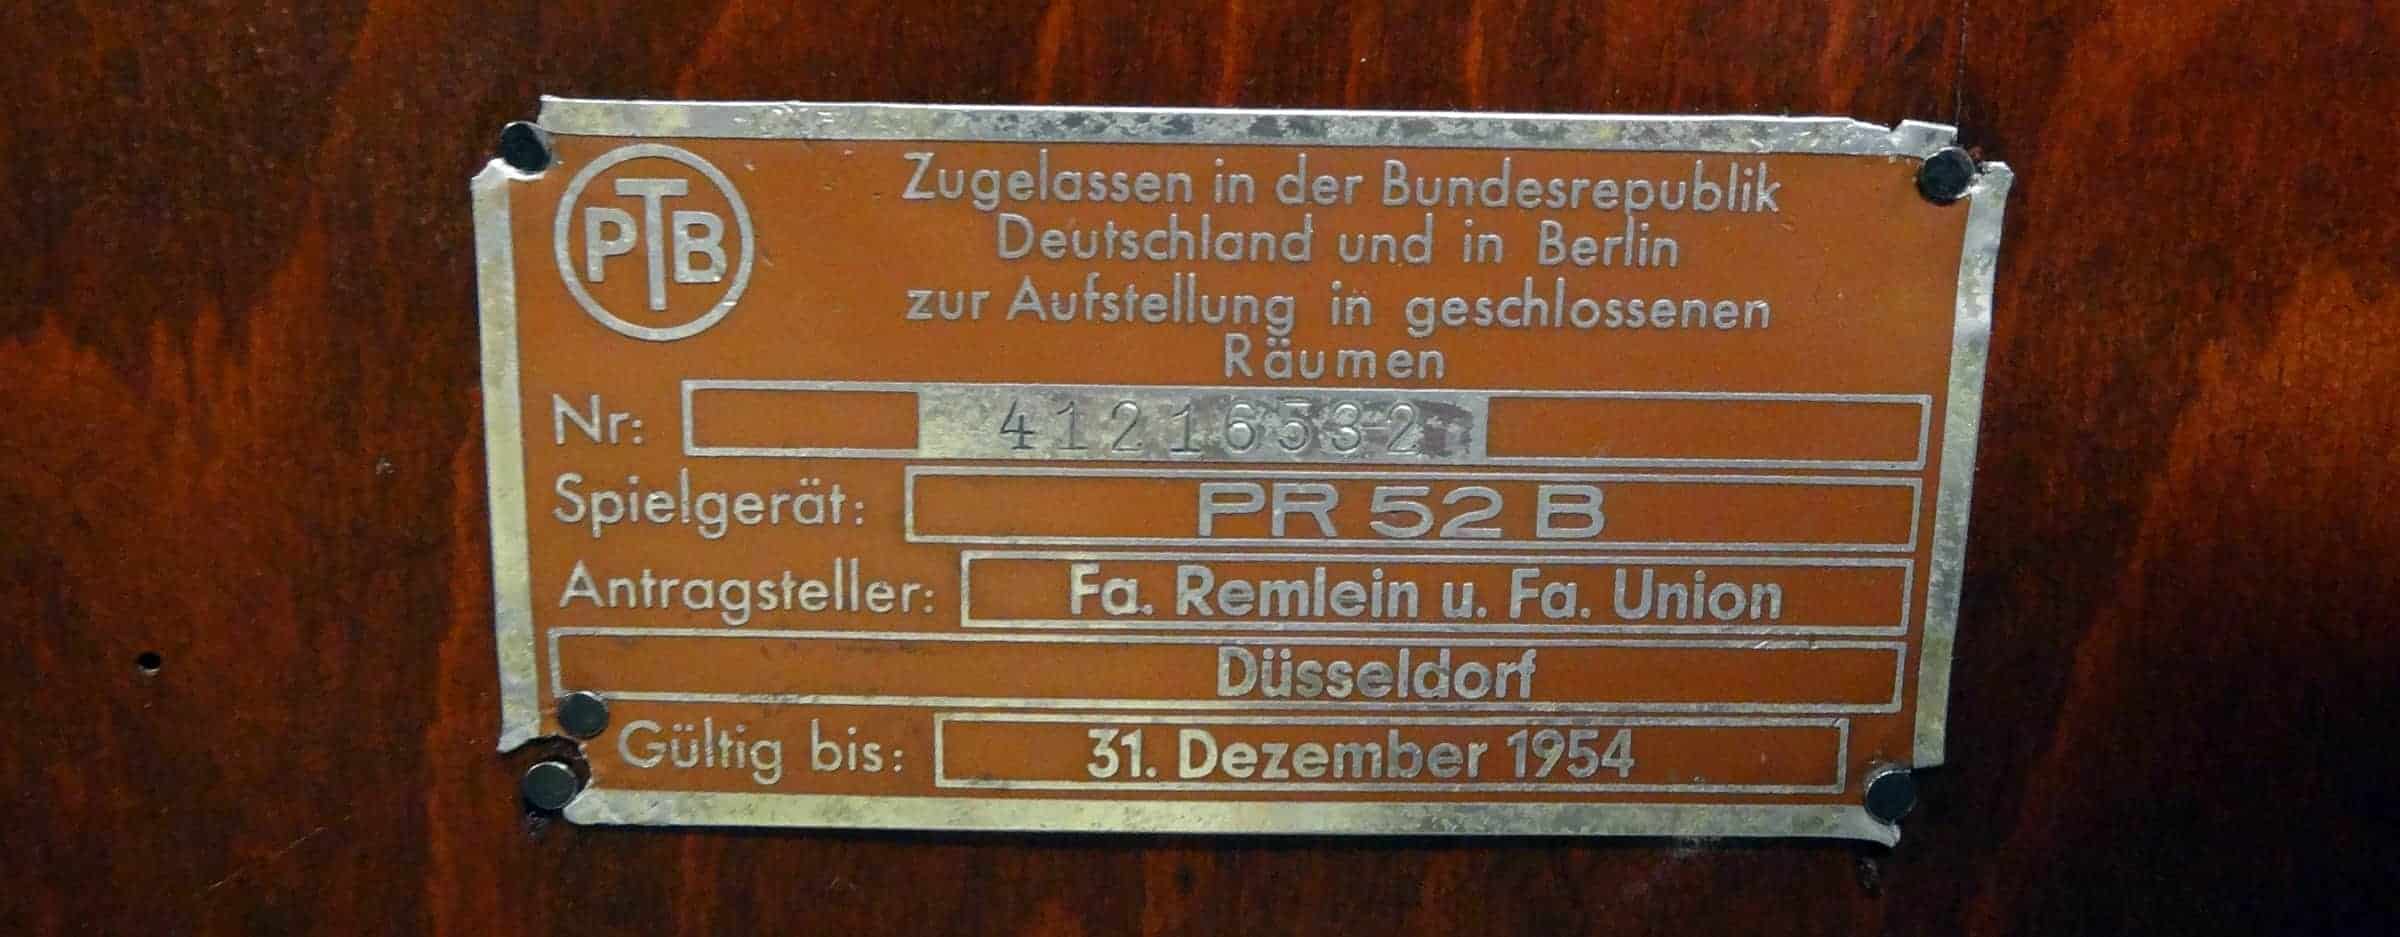 PTB
Zugelassen in der Bundesrepublik
Deutschland und in Berlin
zur Aufstellung in geschlossenen
Räumen
Nr: 41216532
Spielgerät: PR 52 B
Antragsteller: Fa. Remlein u. Fa. Union
Düsseldorf
Gültig bis: 31. Dezember 1954